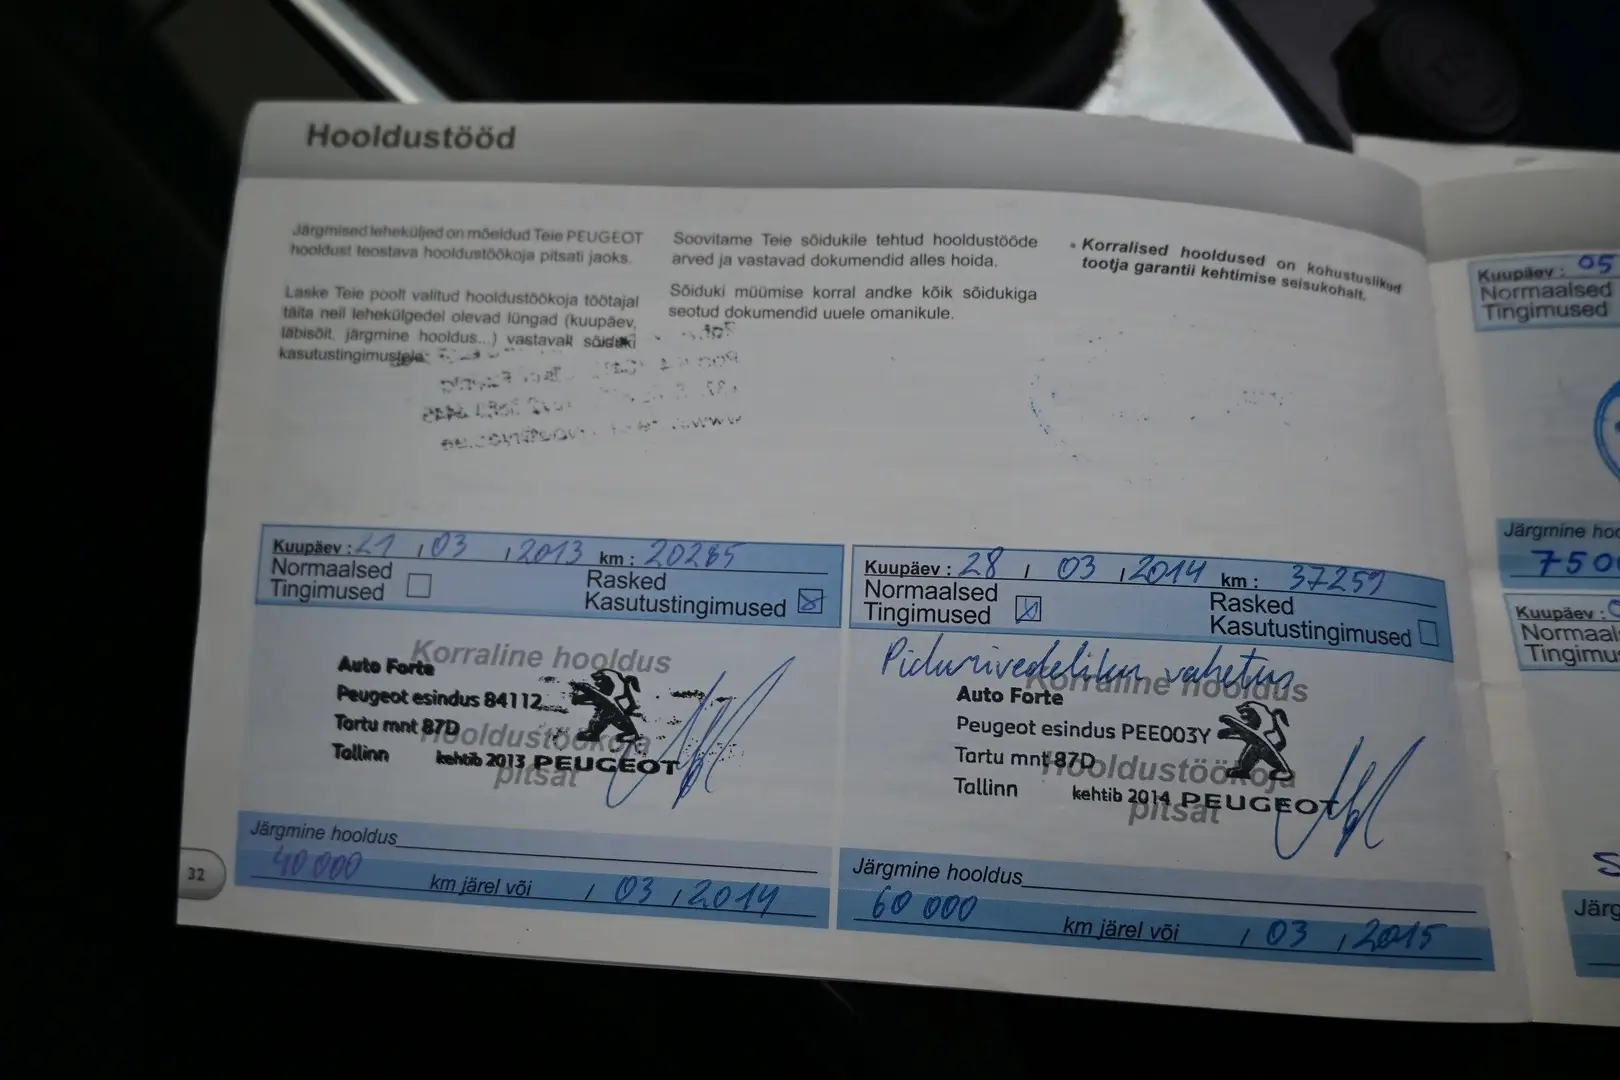 Hooldustööd
Järgmised leheküljed on mõeldud Teie PEUGEOT
hooldust teostava hooldustöökoja pitsati jaoks.
Laske Teie poolt valitud hooldustöökoja töötajal
täita neil lehekülgedel olevad lüngad (kuupäev,
läbisõit, järgmine hooldus...) vastavalt sõiduki
kasutustingimustele.
Soovitame Teie sõidukile tehtud hooldustööde
arved ja vastavad dokumendid alles hoida.
Sõiduki müümise korral andke kõik sõidukiga
seotud dokumendid uuele omanikule.
• Korralised hooldused on kohustuslikud
tootja garantii kehtimise seisukohalt.
Kuupäev : 21 / 03 / 2013 km : 20285
Normaalsed
Tingimused
Rasked
Kasutustingimused
Korraline hooldus
Hooldustöökoja
pitsat
Auto Forte
Peugeot esindus 84112
Tartu mnt 87D
Tallinn kehtib 2013 PEUGEOT
Järgmine hooldus
40 000 km järel või / 03 / 2014
32
Kuupäev : 28 / 03 / 2014 km : 37259
Normaalsed
Tingimused
Rasked
Kasutustingimused
Pidurivedeliku vahetus
Korraline hooldus
Hooldustöökoja
pitsat
Auto Forte
Peugeot esindus PEE003Y
Tartu mnt 87D
Tallinn kehtib 2014 PEUGEOT
Järgmine hooldus
60 000 km järel või / 03 / 2015
Kuupäev : 05
Normaalsed
Tingimused
Järgmine
Kuupäev :